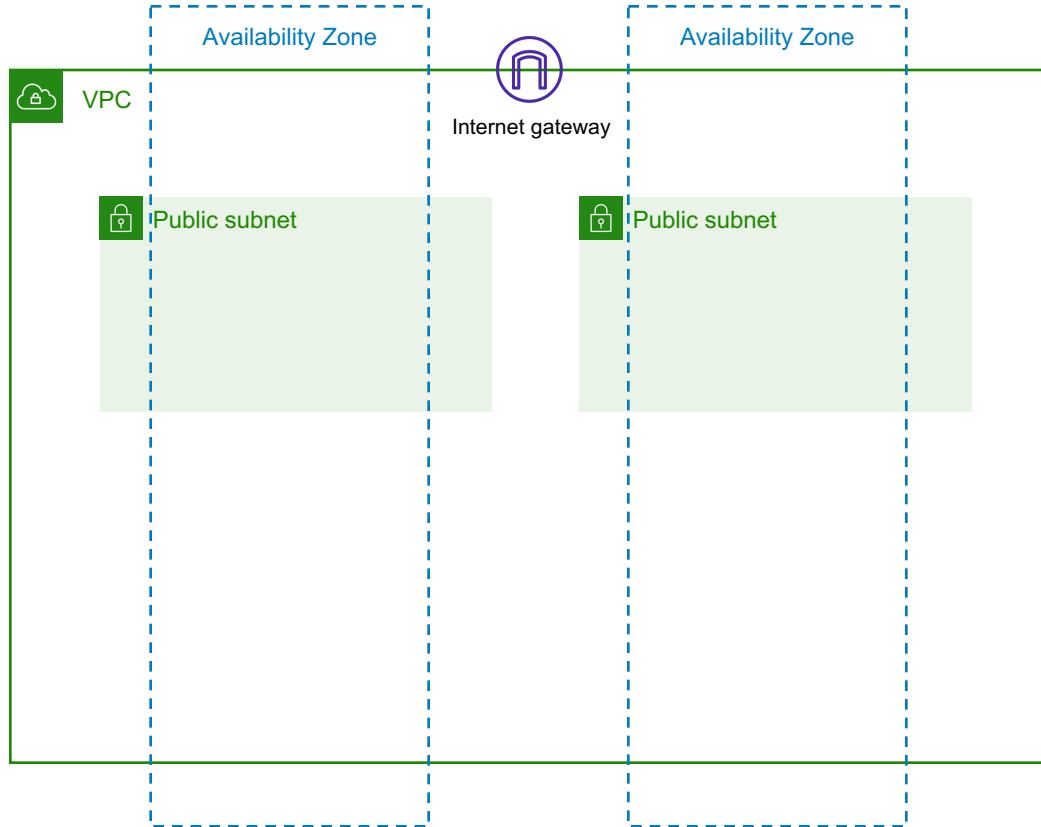 Availability Zone
Availability Zone
VPC
Internet gateway
Public subnet
Public subnet